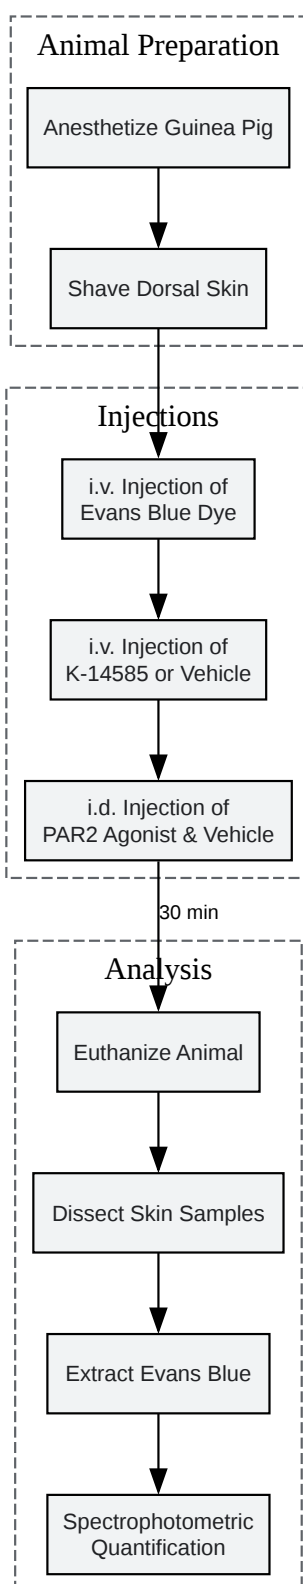 Animal Preparation
Anesthetize Guinea Pig
Shave Dorsal Skin
Injections
i.v. Injection of
Evans Blue Dye
i.v. Injection of
K-14585 or Vehicle
i.d. Injection of
PAR2 Agonist & Vehicle
30 min
Analysis
Euthanize Animal
Dissect Skin Samples
Extract Evans Blue
Spectrophotometric
Quantification